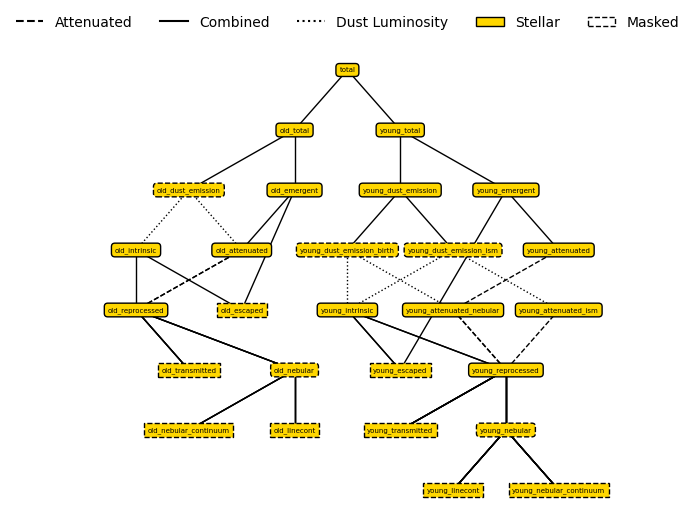 Attenuated Combined Dust Luminosity Stellar Masked
total
old_total young_total
old_dust_emission old_emergent young_dust_emission young_emergent
old_intrinsic old_attenuated young_dust_emission_birth young_dust_emission_ism young_attenuated
old_reprocessed old_escaped young_intrinsic young_attenuated_nebular young_attenuated_ism
old_transmitted old_nebular young_escaped young_reprocessed
old_nebular_continuum old_linecont young_transmitted young_nebular
young_linecont young_nebular_continuum